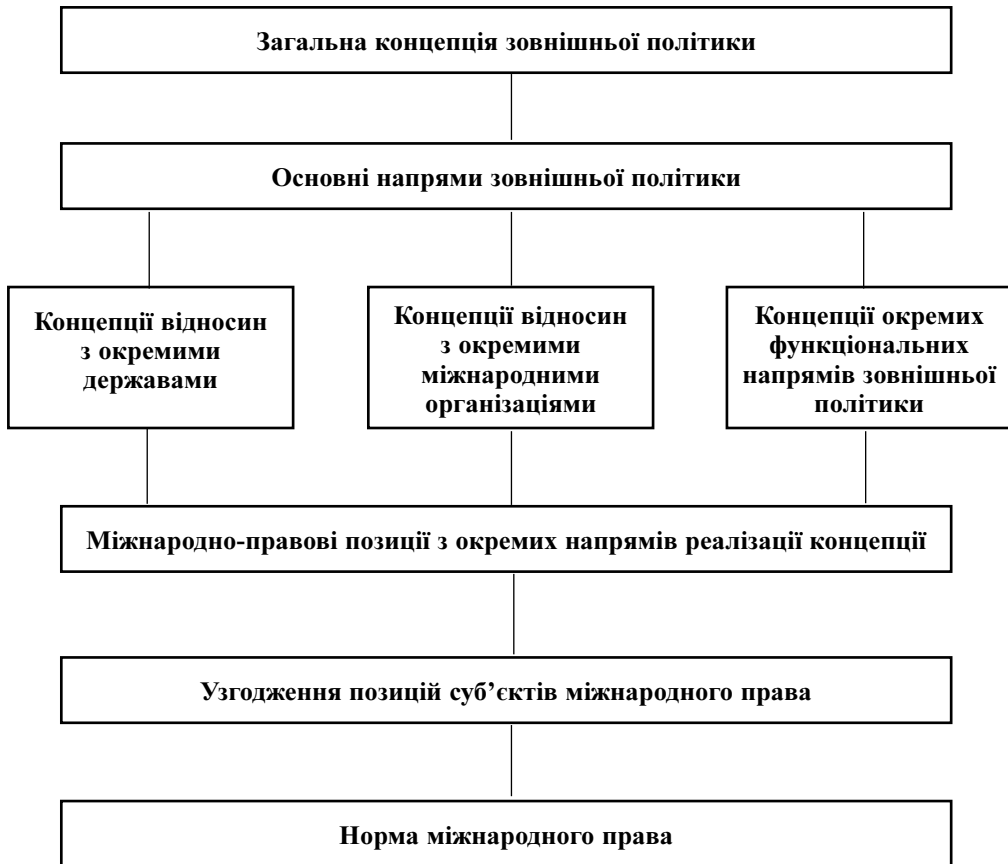 Загальна концепція зовнішньої політики
Основні напрями зовнішньої політики
Концепції відносин
з окремими
державами
Концепції відносин
з окремими
міжнародними
організаціями
Концепції окремих
функціональних
напрямів зовнішньої
політики
Міжнародно-правові позиції з окремих напрямів реалізації концепції
Узгодження позицій суб’єктів міжнародного права
Норма міжнародного права